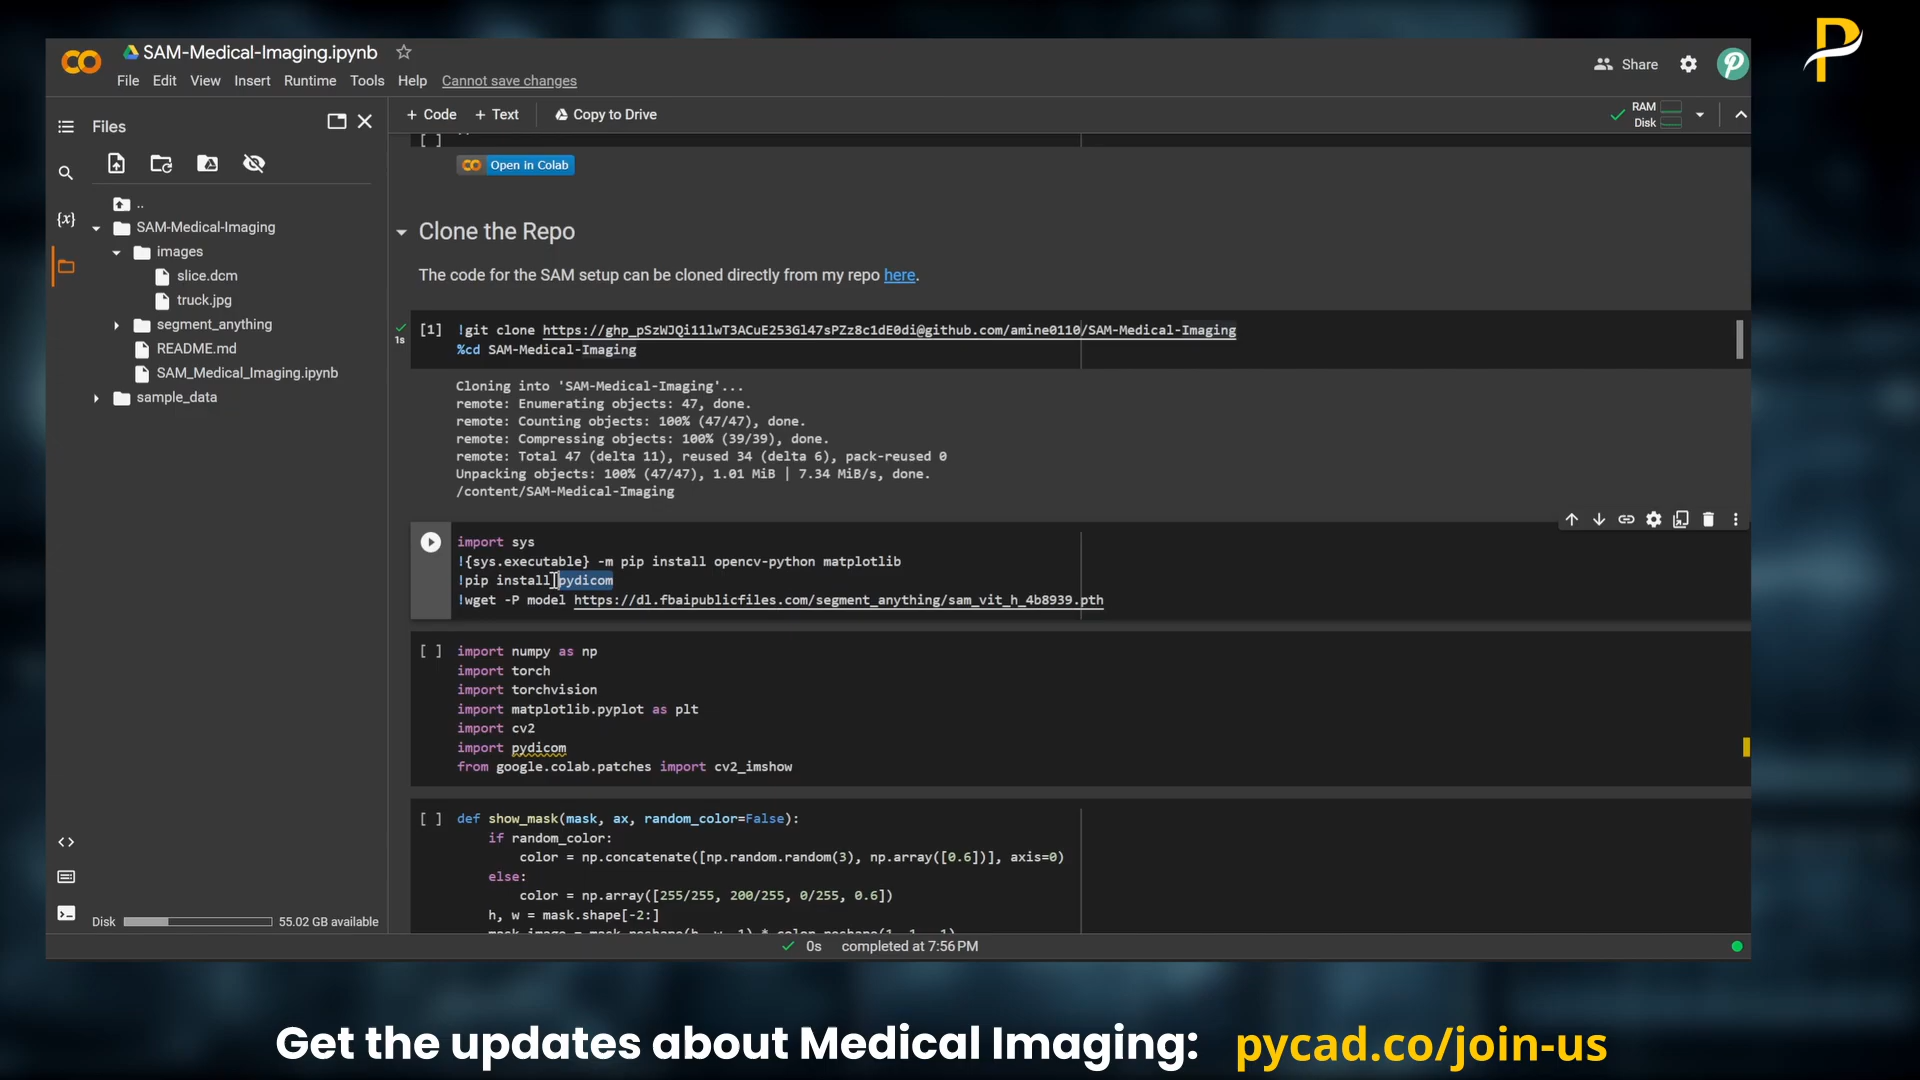 SAM-Medical-Imaging.ipynb
File Edit View Insert Runtime Tools Help Cannot save changes
Share
+ Code + Text Copy to Drive
RAM
Disk
Files
..
SAM-Medical-Imaging
images
slice.dcm
truck.jpg
segment_anything
README.md
SAM_Medical_Imaging.ipynb
sample_data
Disk 55.02 GB available
[ ]
Open in Colab
Clone the Repo
The code for the SAM setup can be cloned directly from my repo here.
[1] !git clone https://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@github.com/amine0110/SAM-Medical-Imaging
1s
%cd SAM-Medical-Imaging
Cloning into 'SAM-Medical-Imaging'...
remote: Enumerating objects: 47, done.
remote: Counting objects: 100% (47/47), done.
remote: Compressing objects: 100% (39/39), done.
remote: Total 47 (delta 11), reused 34 (delta 6), pack-reused 0
Unpacking objects: 100% (47/47), 1.01 MiB | 7.34 MiB/s, done.
/content/SAM-Medical-Imaging
import sys
!{sys.executable} -m pip install opencv-python matplotlib
!pip install pydicom
!wget -P model https://dl.fbaipublicfiles.com/segment_anything/sam_vit_h_4b8939.pth
[ ] import numpy as np
import torch
import torchvision
import matplotlib.pyplot as plt
import cv2
import pydicom
from google.colab.patches import cv2_imshow
[ ] def show_mask(mask, ax, random_color=False):
if random_color:
color = np.concatenate([np.random.random(3), np.array([0.6])], axis=0)
else:
color = np.array([255/255, 200/255, 0/255, 0.6])
h, w = mask.shape[-2:]
0s completed at 7:56 PM
Get the updates about Medical Imaging: pycad.co/join-us